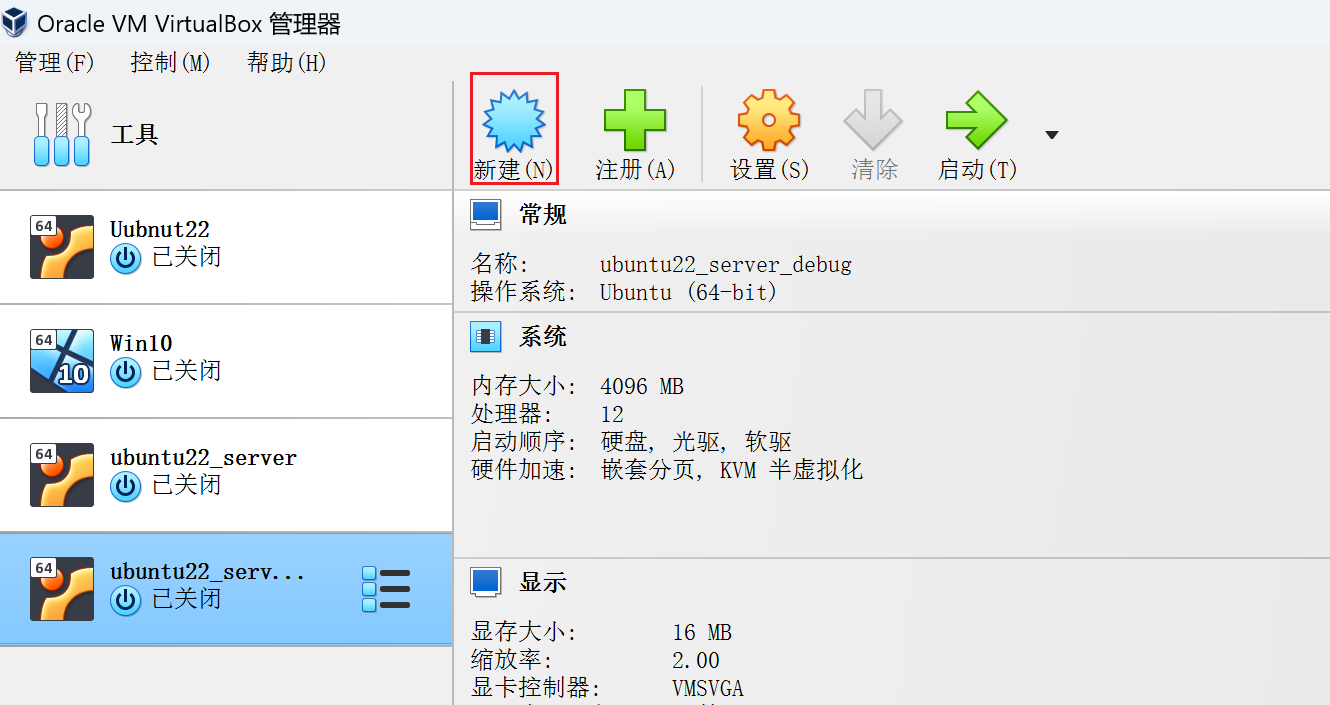 Oracle VM VirtualBox 管理器
管理(F) 控制(M) 帮助(H)
工具
新建(N) 注册(A) 设置(S) 清除 启动(T)
64
Uubnut22
已关闭
64
10
Win10
已关闭
64
ubuntu22_server
已关闭
64
ubuntu22_serv...
已关闭
常规
名称: ubuntu22_server_debug
操作系统: Ubuntu (64-bit)
系统
内存大小: 4096 MB
处理器: 12
启动顺序: 硬盘, 光驱, 软驱
硬件加速: 嵌套分页, KVM 半虚拟化
显示
显存大小: 16 MB
缩放率: 2.00
显卡控制器: VMSVGA